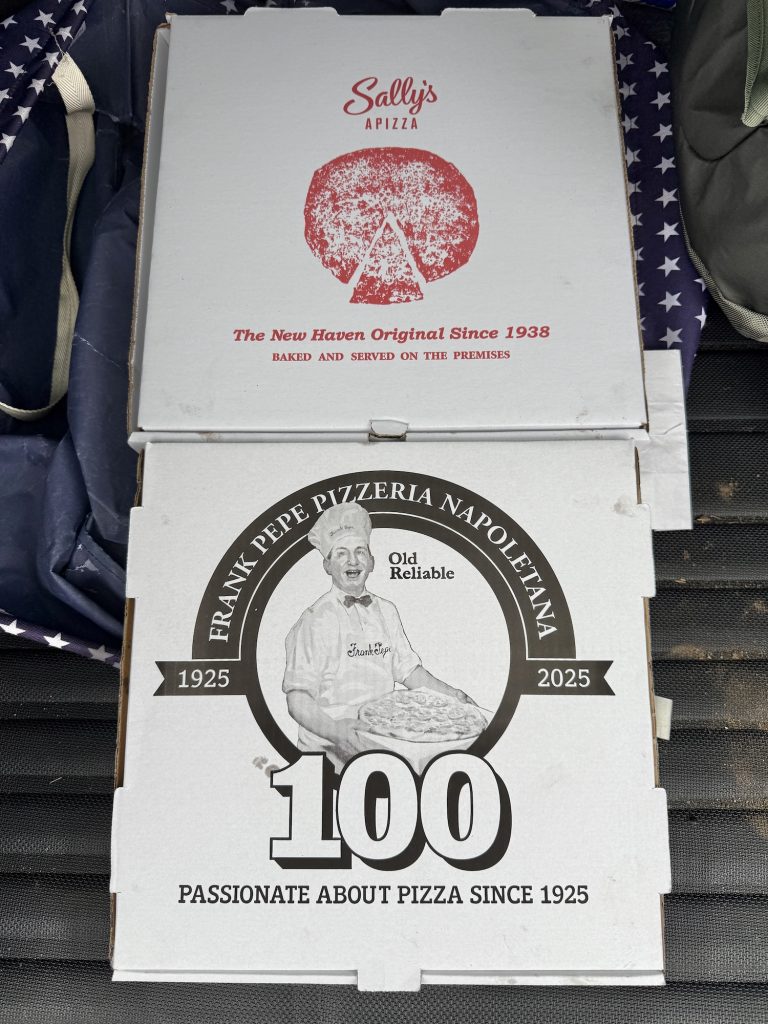 Sally's
APIZZA
The New Haven Original Since 1938
BAKED AND SERVED ON THE PREMISES
FRANK PEPE PIZZERIA NAPOLETANA
Old
Reliable
Frank Pepe
1925
2025
100
PASSIONATE ABOUT PIZZA SINCE 1925